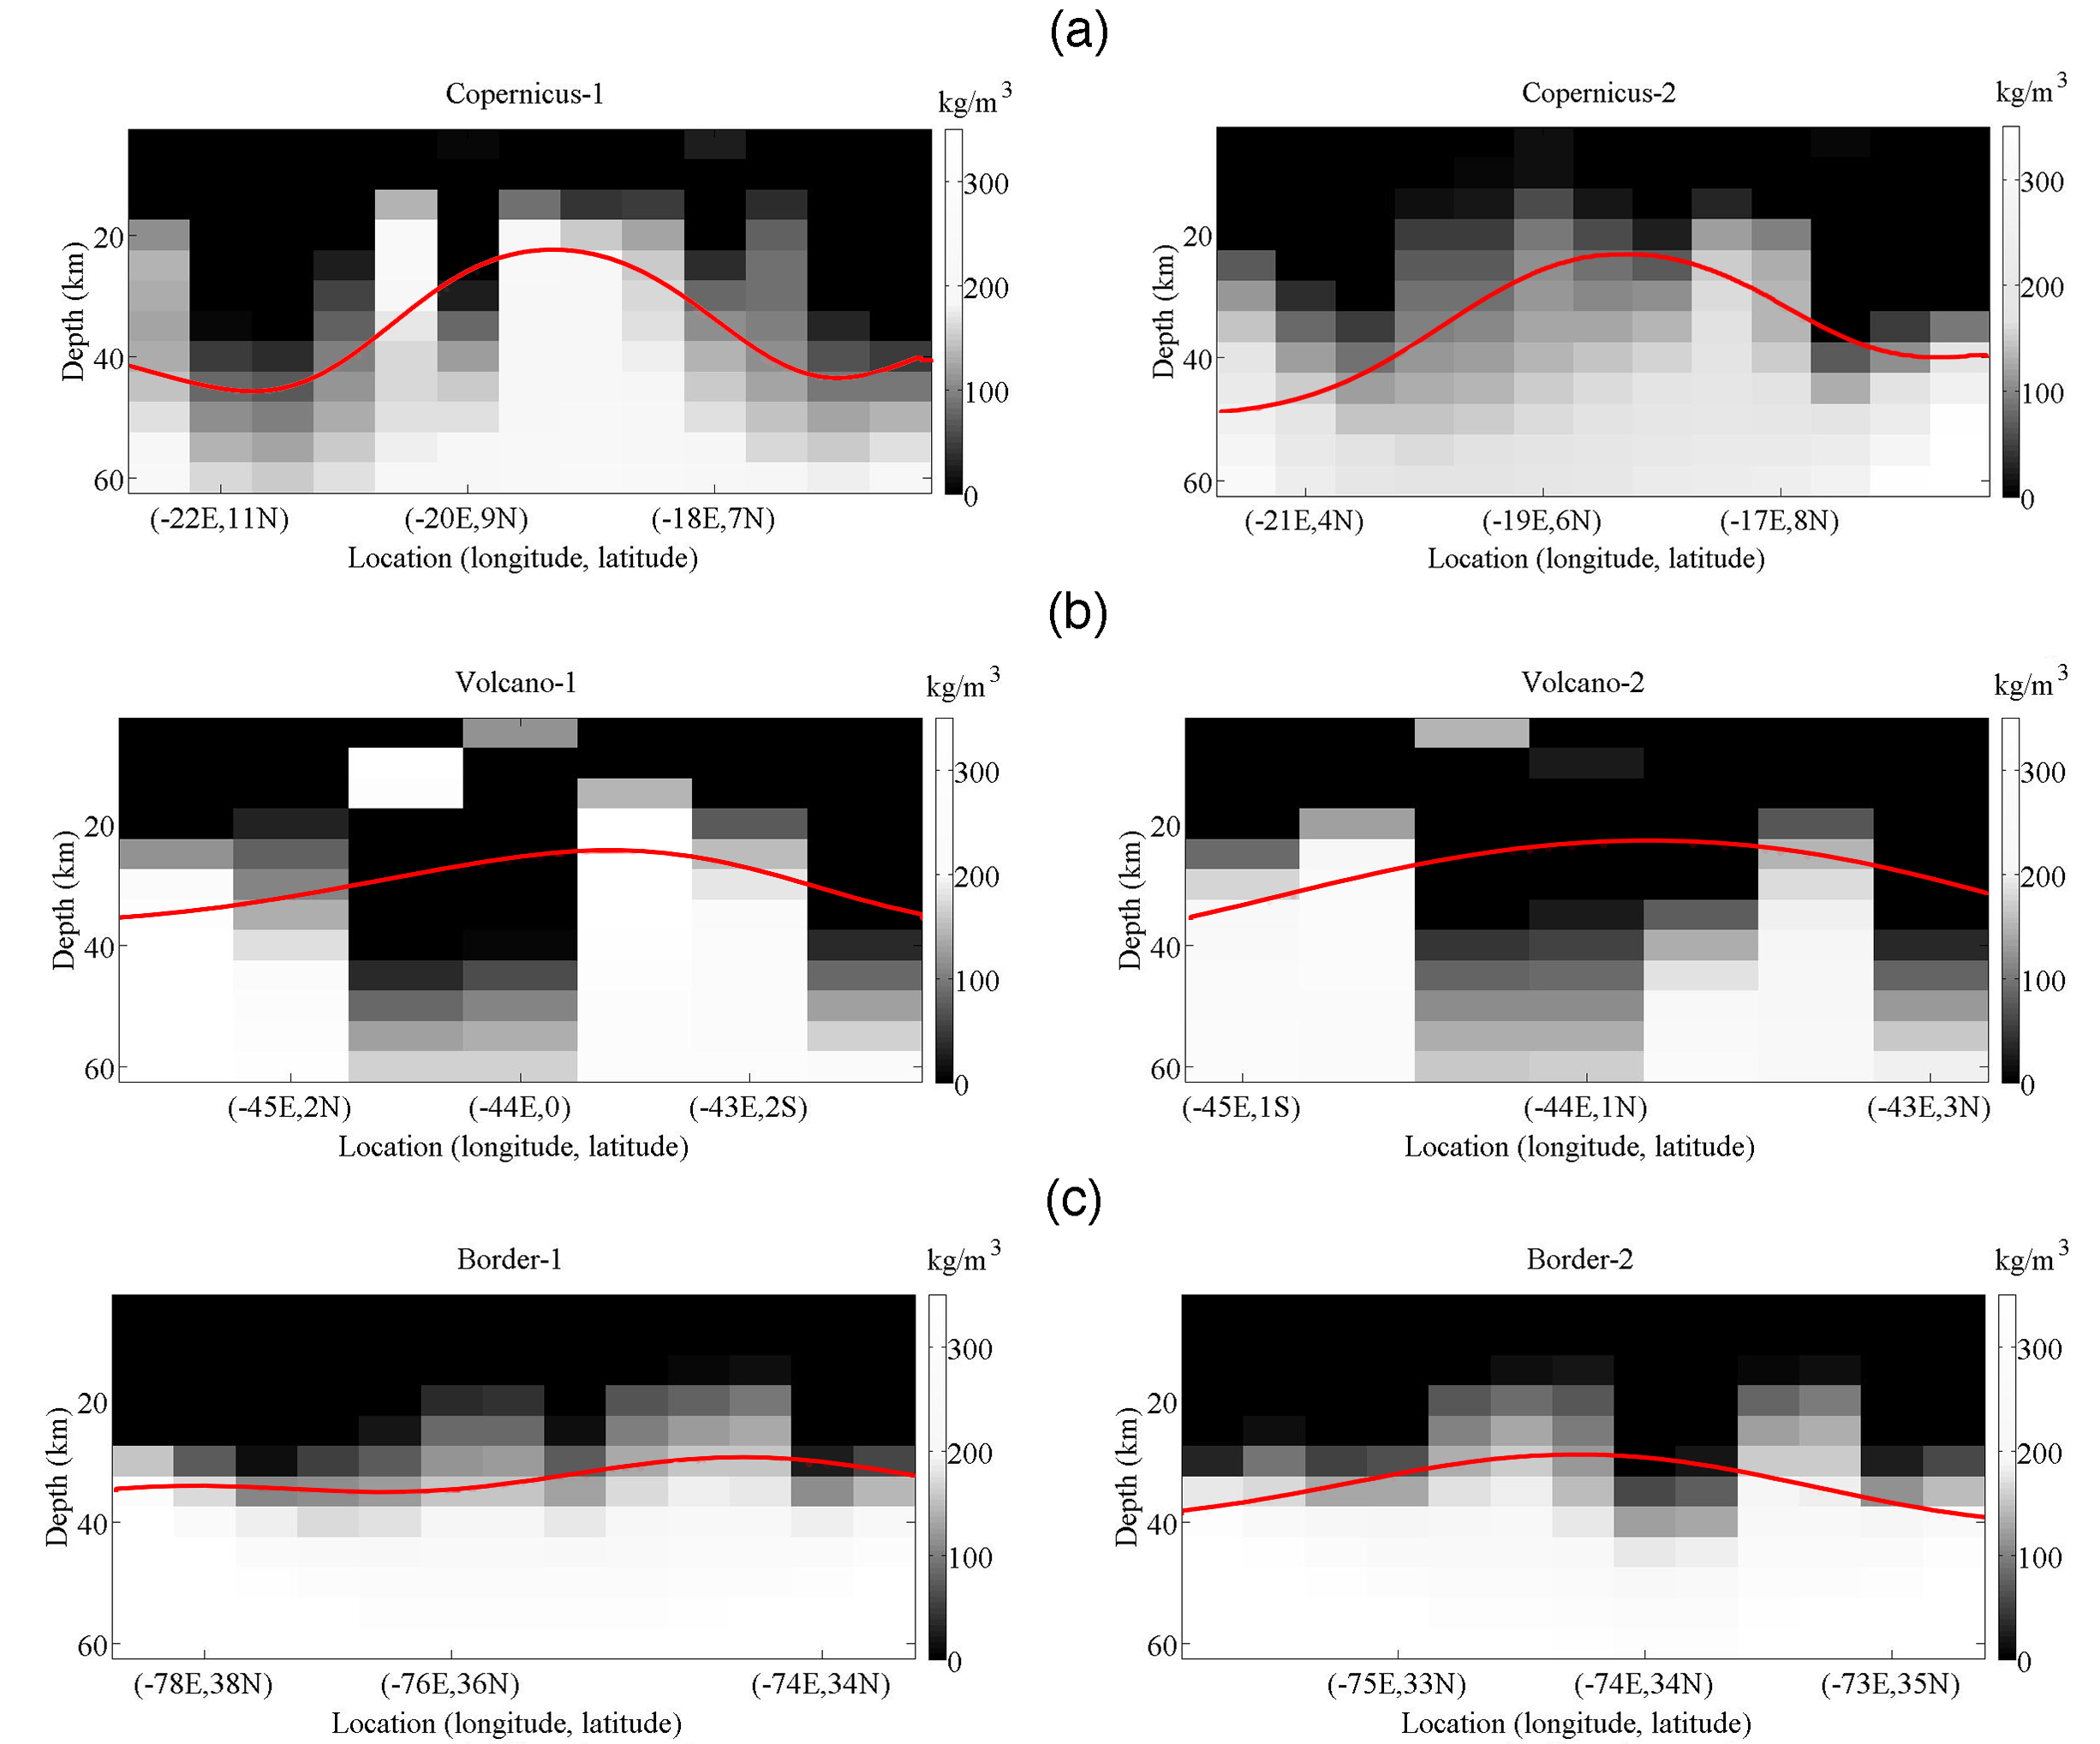 (a)
Copernicus-1
kg/m³
Depth (km)
20
40
60
300
200
100
0
(-22E,11N) (-20E,9N) (-18E,7N)
Location (longitude, latitude)
Copernicus-2
kg/m³
Depth (km)
20
40
60
300
200
100
0
(-21E,4N) (-19E,6N) (-17E,8N)
Location (longitude, latitude)
(b)
Volcano-1
kg/m³
Depth (km)
20
40
60
300
200
100
0
(-45E,2N) (-44E,0) (-43E,2S)
Location (longitude, latitude)
Volcano-2
kg/m³
Depth (km)
20
40
60
300
200
100
0
(-45E,1S) (-44E,1N) (-43E,3N)
Location (longitude, latitude)
(c)
Border-1
kg/m³
Depth (km)
20
40
60
300
200
100
0
(-78E,38N) (-76E,36N) (-74E,34N)
Location (longitude, latitude)
Border-2
kg/m³
Depth (km)
20
40
60
300
200
100
0
(-75E,33N) (-74E,34N) (-73E,35N)
Location (longitude, latitude)